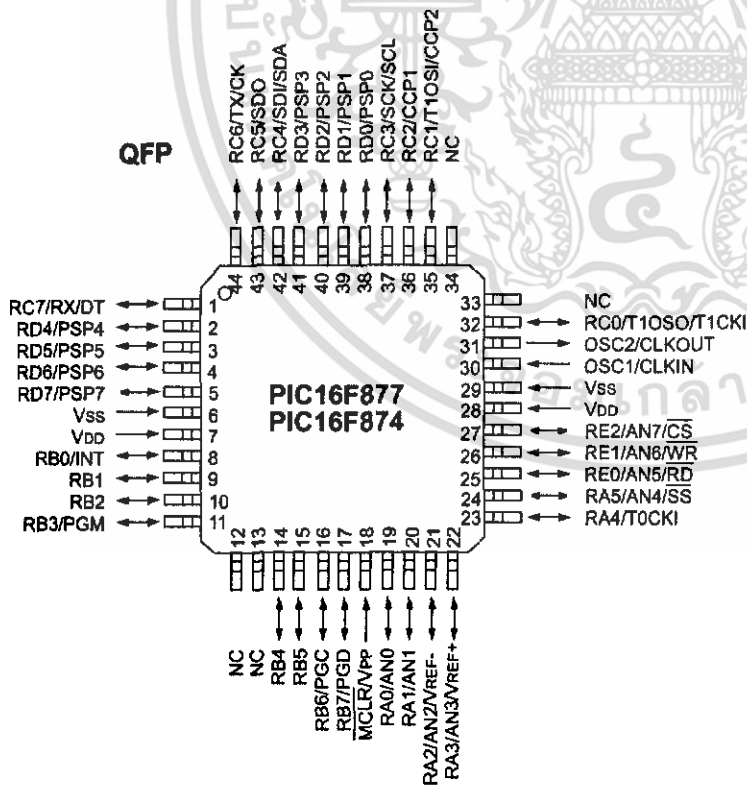 QFP
RC6/TX/CK
RC5/SDO
RC4/SDI/SDA
RD3/PSP3
RD2/PSP2
RD1/PSP1
RD0/PSP0
RC3/SCK/SCL
RC2/CCP1
RC1/T1OSI/CCP2
NC
44 43 42 41 40 39 38 37 36 35 34
RC7/RX/DT 1
RD4/PSP4 2
RD5/PSP5 3
RD6/PSP6 4
RD7/PSP7 5
VSS 6
VDD 7
RB0/INT 8
RB1 9
RB2 10
RB3/PGM 11
PIC16F877
PIC16F874
33 NC
32 RC0/T1OSO/T1CKI
31 OSC2/CLKOUT
30 OSC1/CLKIN
29 VSS
28 VDD
27 RE2/AN7/CS
26 RE1/AN6/WR
25 RE0/AN5/RD
24 RA5/AN4/SS
23 RA4/T0CKI
12 13 14 15 16 17 18 19 20 21 22
NC
NC
RB4
RB5
RB6/PGC
RB7/PGD
MCLR/VPP
RA0/AN0
RA1/AN1
RA2/AN2/VREF-
RA3/AN3/VREF+